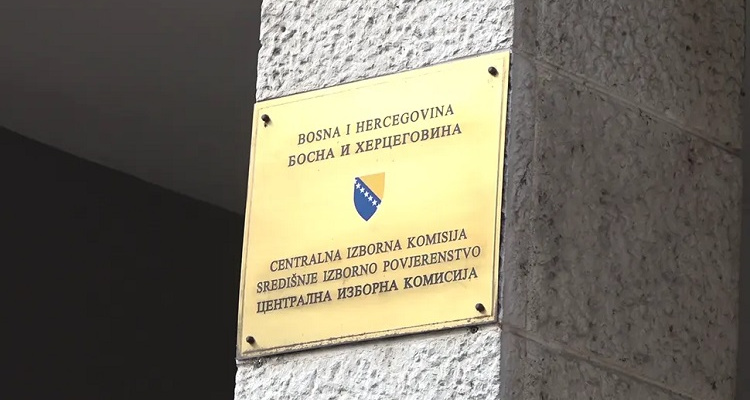 BOSNA I HERCEGOVINA
БОСНА И ХЕРЦЕГОВИНА
CENTRALNA IZBORNA KOMISIJA
SREDIŠNJE IZBORNO POVJERENSTVO
ЦЕНТРАЛНА ИЗБОРНА КОМИСИЈА